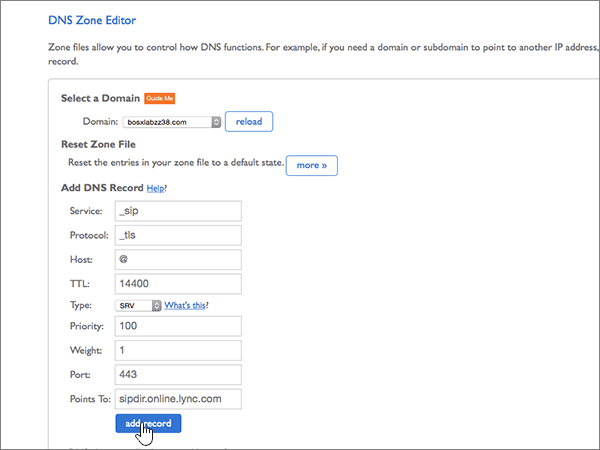 DNS Zone Editor
Zone files allow you to control how DNS functions. For example, if you need a domain or subdomain to point to another IP address,
record.
Select a Domain Guide Me
Domain: bosxlabzz38.com reload
Reset Zone File
Reset the entries in your zone file to a default state. more »
Add DNS Record Help?
Service: _sip
Protocol: _tls
Host: @
TTL: 14400
Type: SRV What's this?
Priority: 100
Weight: 1
Port: 443
Points To: sipdir.online.lync.com
add record